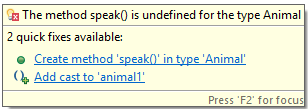 The method speak() is undefined for the type Animal
2 quick fixes available:
Create method 'speak()' in type 'Animal'
Add cast to 'animal1'
Press 'F2' for focus